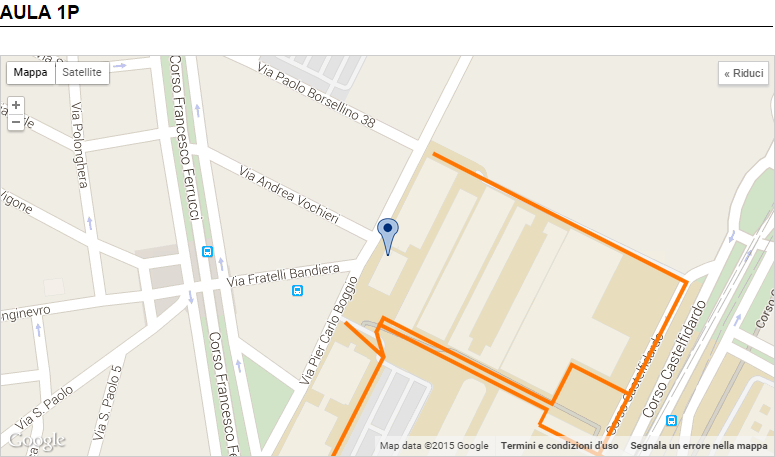 AULA 1P
Mappa
Satellite
« Riduci
+
−
Corso Francesco Ferrucci
Via Paolo Borsellino 38
Via Polonghera
Via Andrea Vochieri
Vigone
Via Fratelli Bandiera
Via Pier Carlo Boggio
nginevro
Corso Francesco Fe
Via S. Paolo
Via S. Paolo 5
Corso Castelfidardo
Corso Castelfidardo
Google
Map data ©2015 Google
Termini e condizioni d'uso
Segnala un errore nella mappa